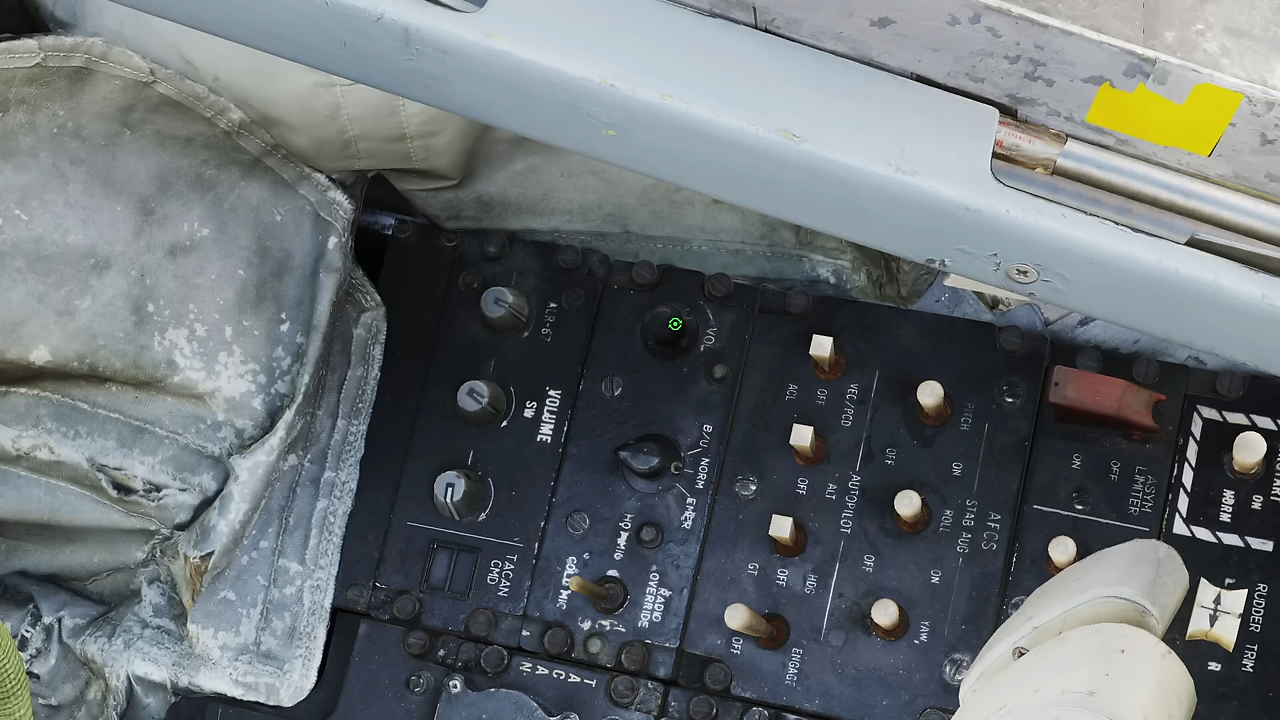 ALR-67
VOLUME
SW
TACAN
CMD
VOL
B/U
NORM
EMER
HOT MIC
COLD MIC
RADIO
OVERRIDE
TACAN
ACL
OFF
VEC/PCD
OFF
ALT
AUTOPILOT
GT
OFF
HDG
OFF
ENGAGE
PITCH
OFF
ON
ROLL
STAB AUG
AFCS
OFF
ON
YAW
ON
OFF
ASYM
LIMITER
NORM
ON
RUDDER TRIM
R